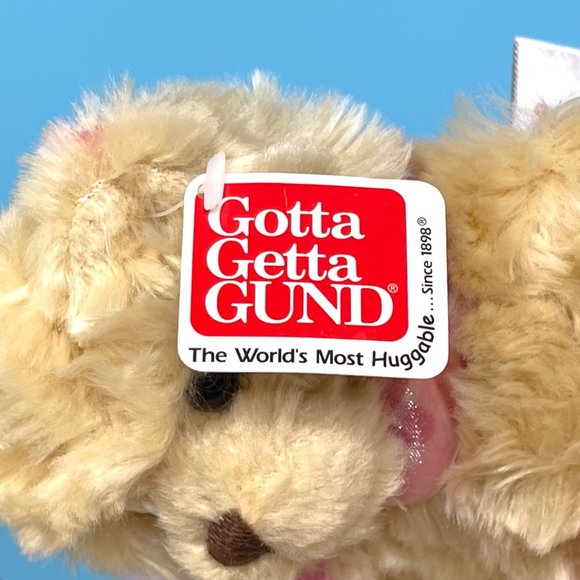 Gotta
Getta
GUND®
The World's Most Huggable...Since 1898®